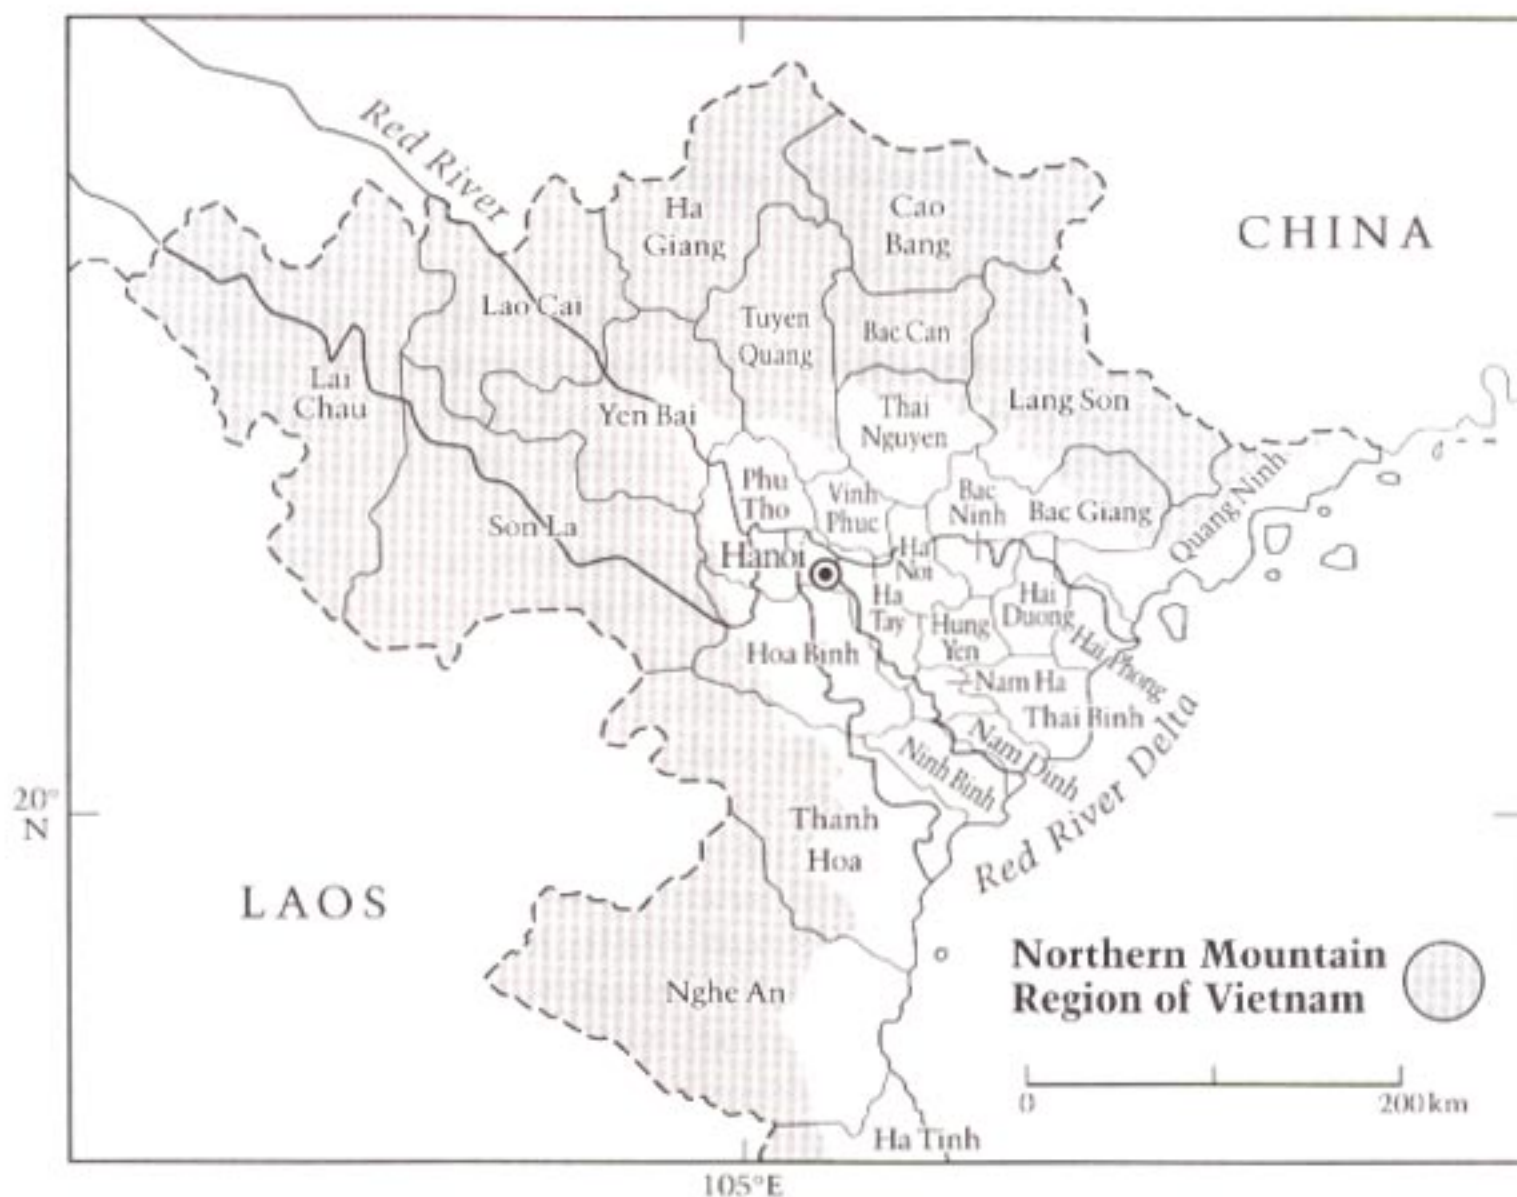 Red River
Ha
Giang
Cao
Bang
CHINA
Lao Cai
Tuyen
Quang
Bac Can
Lai
Chau
Yen Bai
Thai
Nguyen
Lang Son
Phu
Tho
Vinh
Phuc
Bac
Ninh
Bac Giang
Quang Ninh
Son La
Hanoi
Ha
Noi
Ha
Tay
Hung
Yen
Hai
Duong
Hai Phong
Hoa Binh
Nam Ha
Thai Binh
Nam Dinh
Ninh Binh
Red River Delta
20°
N
Thanh
Hoa
LAOS
Nghe An
Northern Mountain
Region of Vietnam
0 200 km
Ha Tinh
105°E